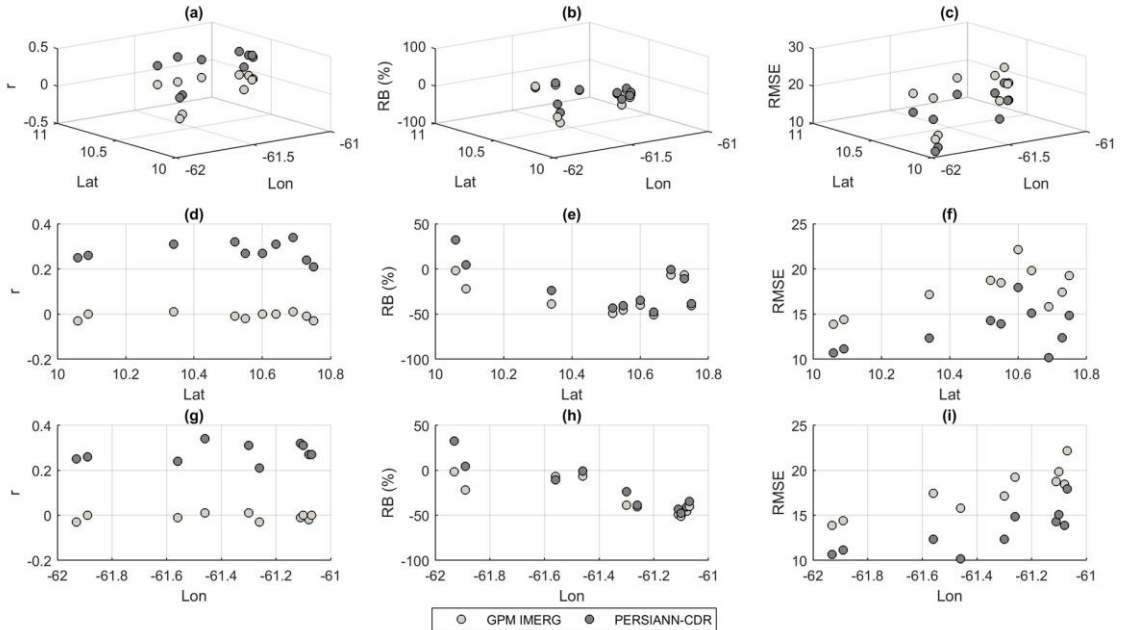 (a) (b) (c)
0.5 100 30
r 0 RB (%) 0 RMSE 20
-0.5 -100 10
11 10.5 10 -62 -61.5 -61 11 10.5 10 -62 -61.5 -61 11 10.5 10 -62 -61.5 -61
Lat Lon Lat Lon Lat Lon
(d) (e) (f)
0.4 50 25
0.2 0 20
r RB (%) RMSE
0 -50 15
-0.2 -100 10
10 10.2 10.4 10.6 10.8 10 10.2 10.4 10.6 10.8 10 10.2 10.4 10.6 10.8
Lat Lat Lat
(g) (h) (i)
0.4 50 25
0.2 0 20
r RB (%) RMSE
0 -50 15
-0.2 -100 10
-62 -61.8 -61.6 -61.4 -61.2 -61 -62 -61.8 -61.6 -61.4 -61.2 -61 -62 -61.8 -61.6 -61.4 -61.2 -61
Lon Lon Lon
GPM IMERG PERSIANN-CDR